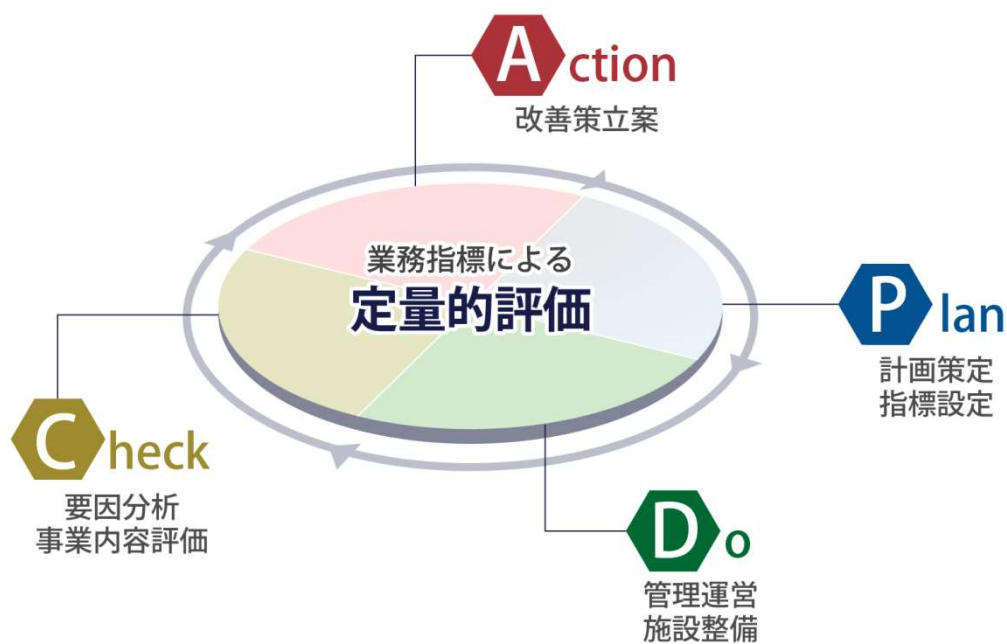 Action
改善策立案
業務指標による
定量的評価
Plan
計画策定
指標設定
Check
要因分析
事業内容評価
Do
管理運営
施設整備